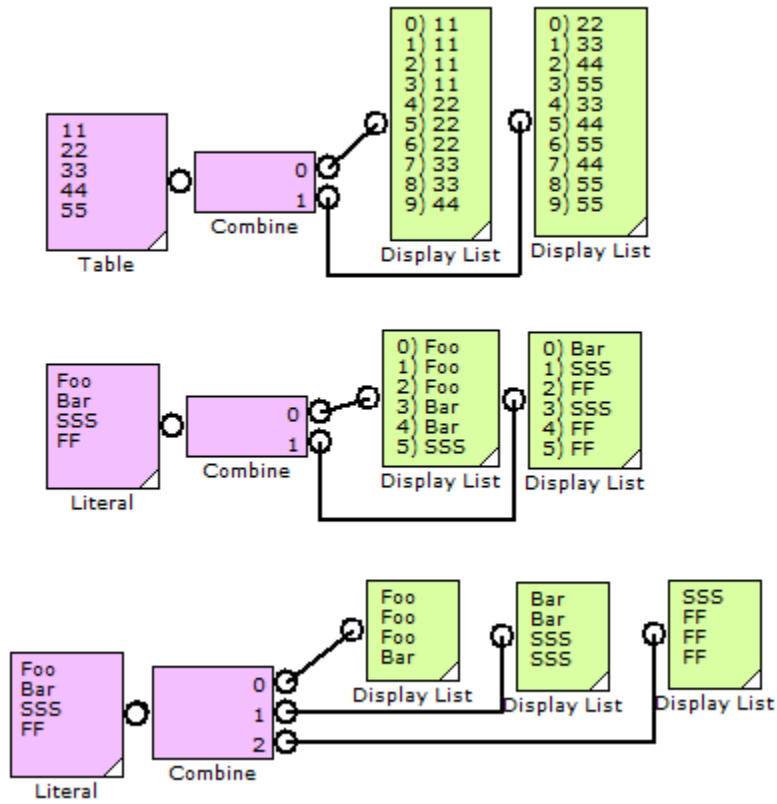 11
22
33
44
55
Table
0
1
Combine
0) 11
1) 11
2) 11
3) 11
4) 22
5) 22
6) 22
7) 33
8) 33
9) 44
Display List
0) 22
1) 33
2) 44
3) 55
4) 33
5) 44
6) 55
7) 44
8) 55
9) 55
Display List
Foo
Bar
SSS
FF
Literal
0
1
Combine
0) Foo
1) Foo
2) Foo
3) Bar
4) Bar
5) SSS
Display List
0) Bar
1) SSS
2) FF
3) SSS
4) FF
5) FF
Display List
Foo
Bar
SSS
FF
Literal
0
1
2
Combine
Foo
Foo
Foo
Bar
Display List
Bar
Bar
SSS
SSS
Display List
SSS
FF
FF
FF
Display List